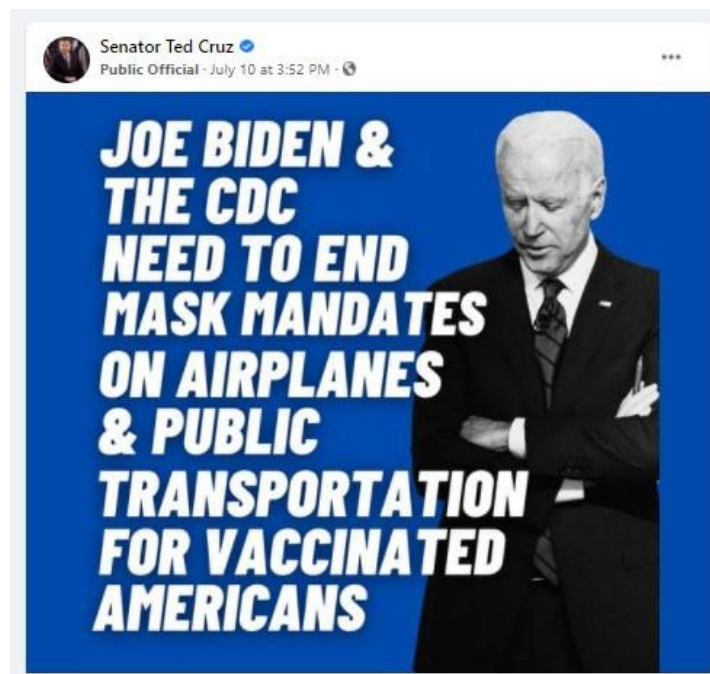 Senator Ted Cruz
Public Official · July 10 at 3:52 PM ·
JOE BIDEN &
THE CDC
NEED TO END
MASK MANDATES
ON AIRPLANES
& PUBLIC
TRANSPORTATION
FOR VACCINATED
AMERICANS